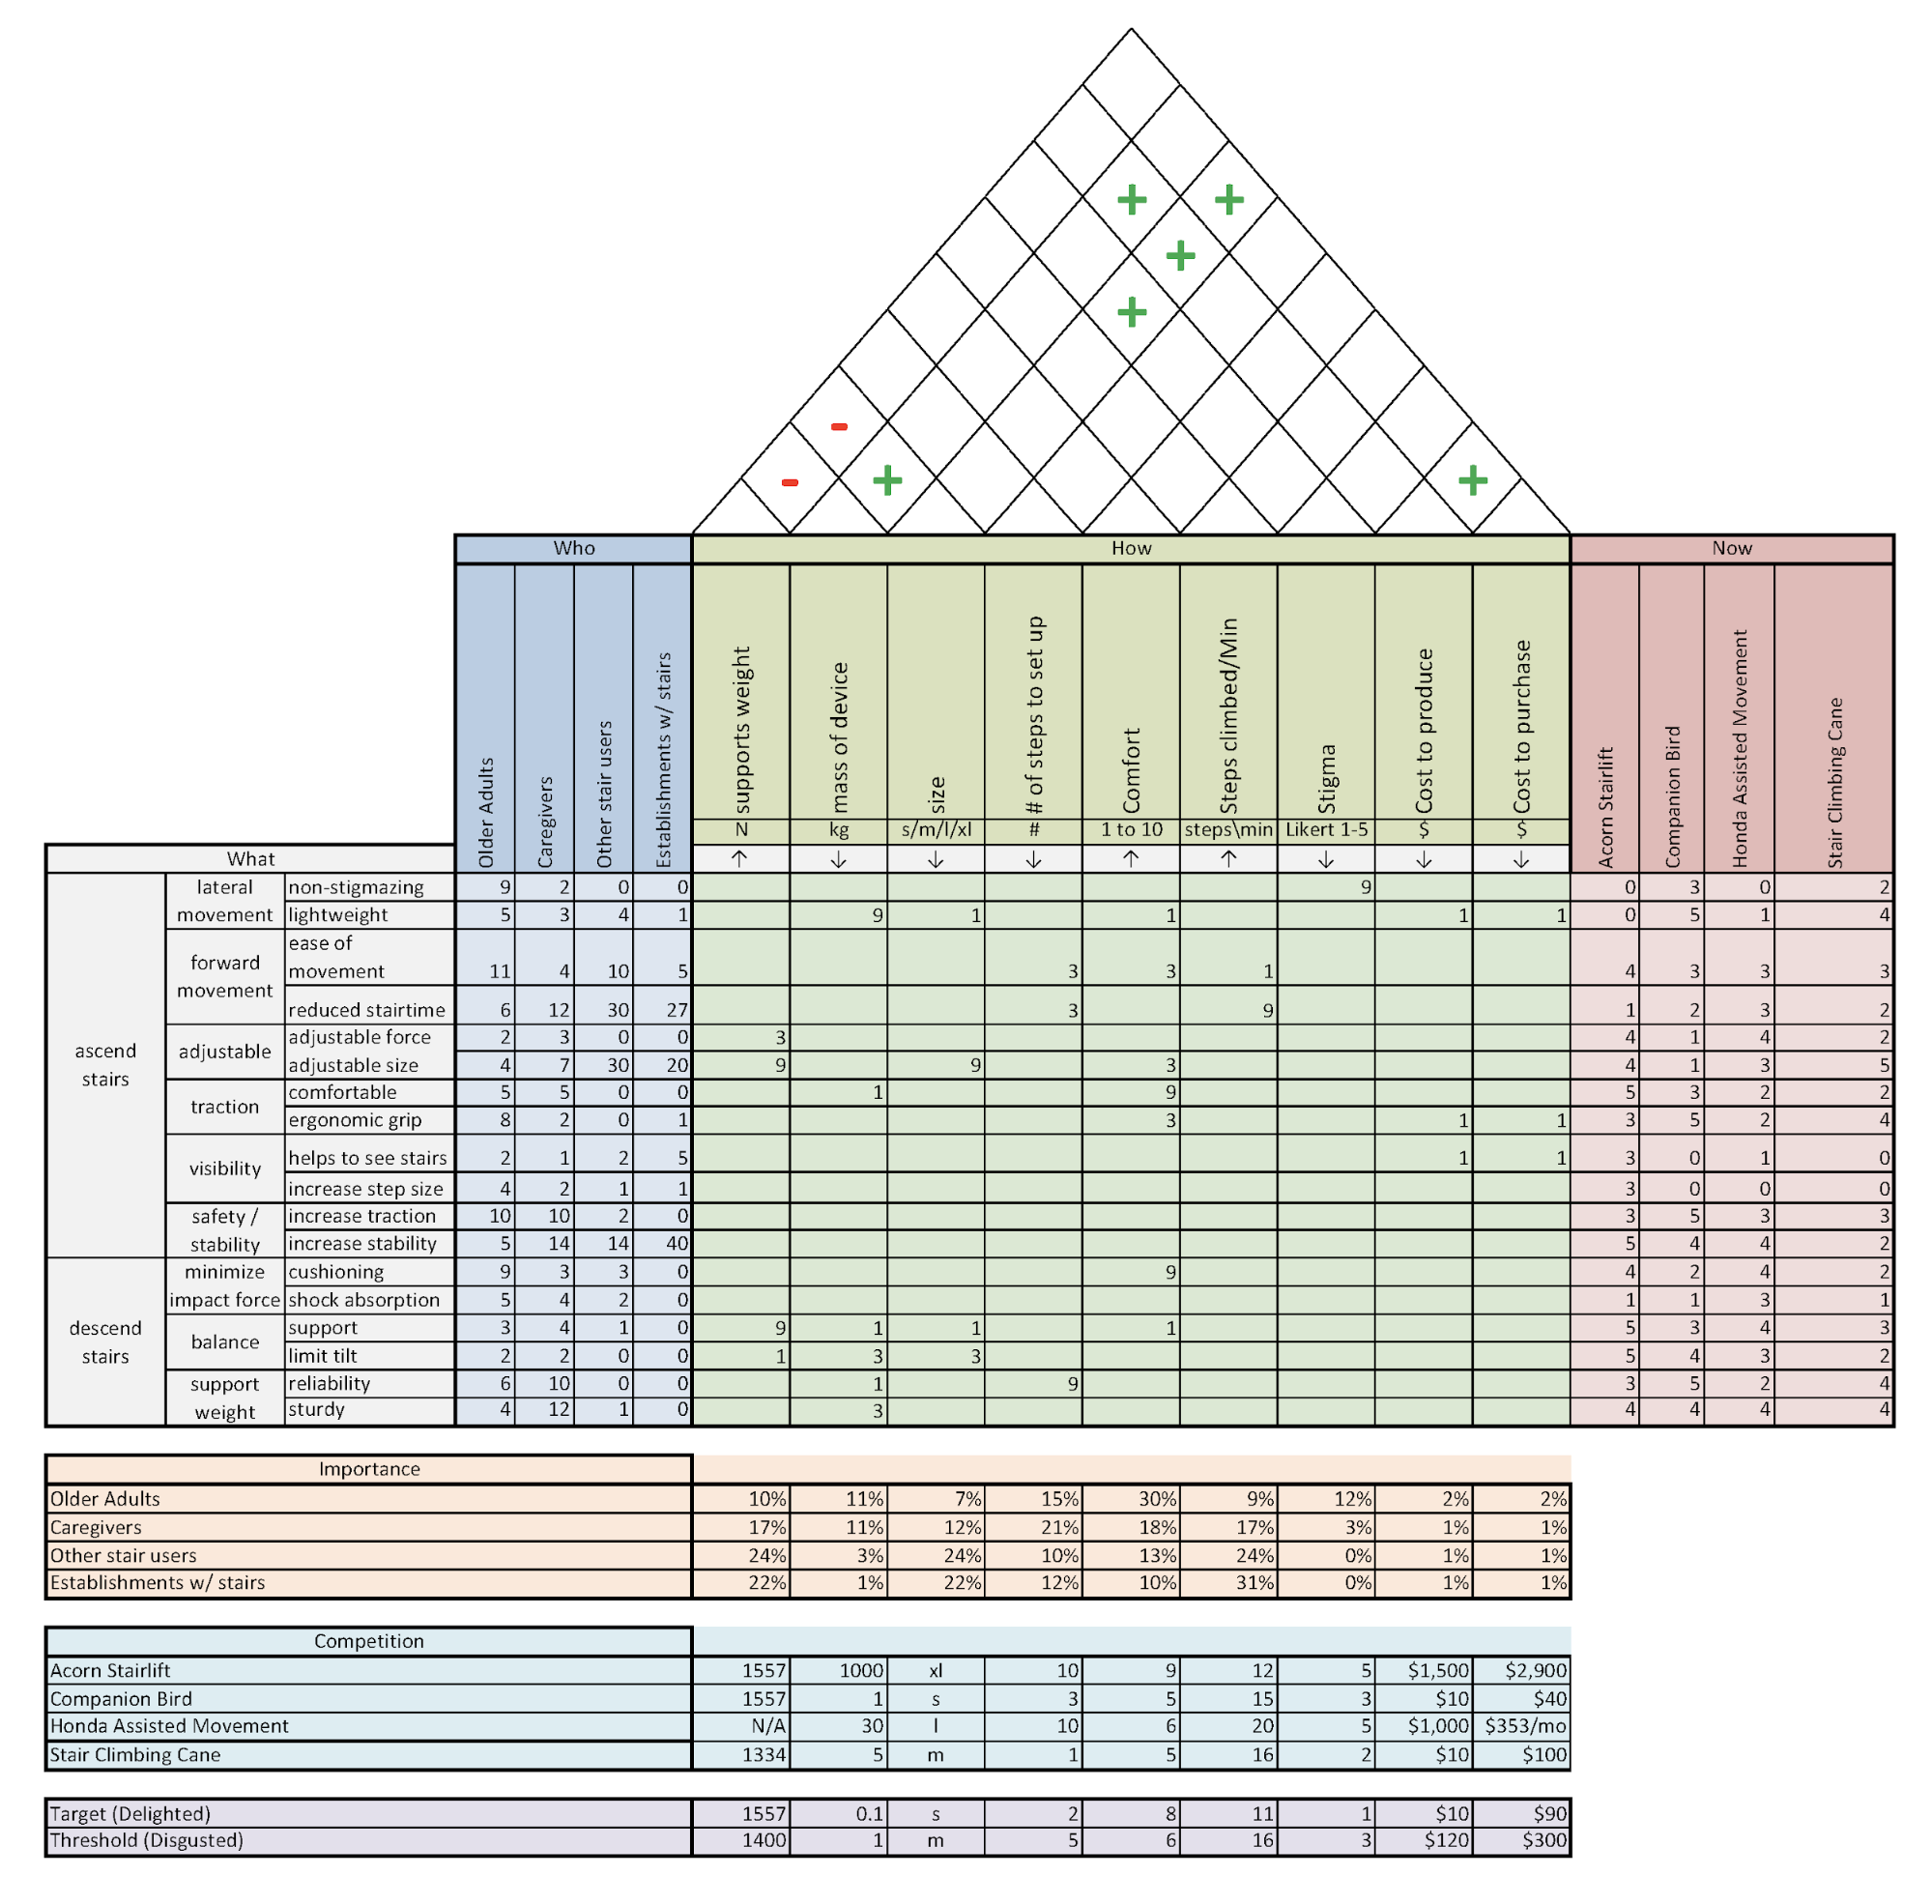 + +
+
+
-
- + +
Who How Now
Older Adults
Caregivers
Other stair users
Establishments w/ stairs
supports weight
mass of device
size
# of steps to set up
Comfort
Steps climbed/Min
Stigma
Cost to produce
Cost to purchase
Acorn Stairlift
Companion Bird
Honda Assisted Movement
Stair Climbing Cane
N kg s/m/l/xl # 1 to 10 steps\min Likert 1-5 $ $
What ↑ ↓ ↓ ↓ ↑ ↑ ↓ ↓ ↓
ascend
stairs
lateral
movement
non-stigmazing 9 2 0 0 9 0 3 0 2
lightweight 5 3 4 1 9 1 1 1 1 0 5 1 4
forward
movement
ease of
movement 11 4 10 5 3 3 1 4 3 3 3
reduced stairtime 6 12 30 27 3 9 1 2 3 2
adjustable
adjustable force 2 3 0 0 3 4 1 4 2
adjustable size 4 7 30 20 9 9 3 4 1 3 5
traction
comfortable 5 5 0 0 1 9 5 3 2 2
ergonomic grip 8 2 0 1 3 1 1 3 5 2 4
visibility
helps to see stairs 2 1 2 5 1 1 3 0 1 0
increase step size 4 2 1 1 3 0 0 0
safety /
stability
increase traction 10 10 2 0 3 5 3 3
increase stability 5 14 14 40 5 4 4 2
descend
stairs
minimize
impact force
cushioning 9 3 3 0 9 4 2 4 2
shock absorption 5 4 2 0 1 1 3 1
balance
support 3 4 1 0 9 1 1 1 5 3 4 3
limit tilt 2 2 0 0 1 3 3 5 4 3 2
support
weight
reliability 6 10 0 0 1 9 3 5 2 4
sturdy 4 12 1 0 3 4 4 4 4
Importance
Older Adults 10% 11% 7% 15% 30% 9% 12% 2% 2%
Caregivers 17% 11% 12% 21% 18% 17% 3% 1% 1%
Other stair users 24% 3% 24% 10% 13% 24% 0% 1% 1%
Establishments w/ stairs 22% 1% 22% 12% 10% 31% 0% 1% 1%
Competition
Acorn Stairlift 1557 1000 xl 10 9 12 5 $1,500 $2,900
Companion Bird 1557 1 s 3 5 15 3 $10 $40
Honda Assisted Movement N/A 30 l 10 6 20 5 $1,000 $353/mo
Stair Climbing Cane 1334 5 m 1 5 16 2 $10 $100
Target (Delighted) 1557 0.1 s 2 8 11 1 $10 $90
Threshold (Disgusted) 1400 1 m 5 6 16 3 $120 $300